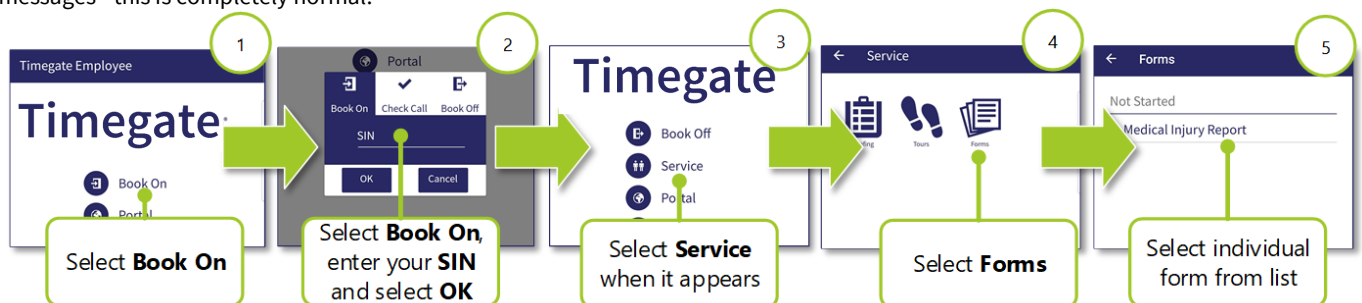 messages - this is completely normal.
1
Timegate Employee
Timegate
Book On
Portal
Select Book On
2
Portal
Book On
Check Call
Book Off
SIN
OK
Cancel
Select Book On,
enter your SIN
and select OK
3
Timegate
Book Off
Service
Portal
Select Service
when it appears
4
Service
Tours
Forms
Select Forms
5
Forms
Not Started
Medical Injury Report
Select individual
form from list